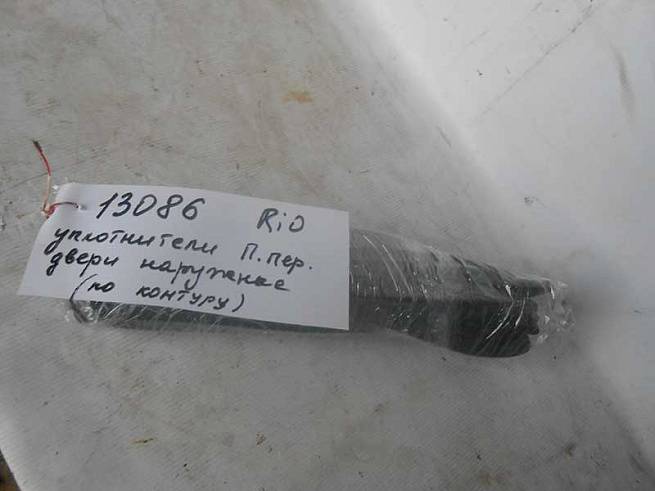 13086 Rio
уплотнители П.пер.
двери наружные
(по контуру)